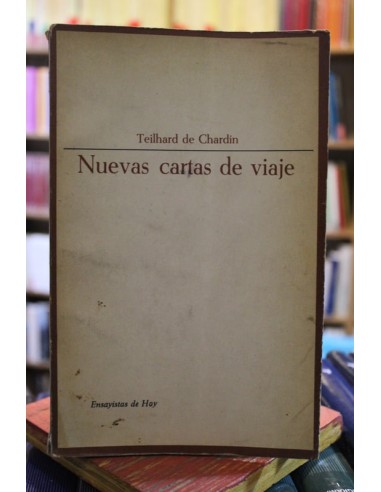 Teilhard de Chardin
Nuevas cartas de viaje
Ensayistas de Hoy